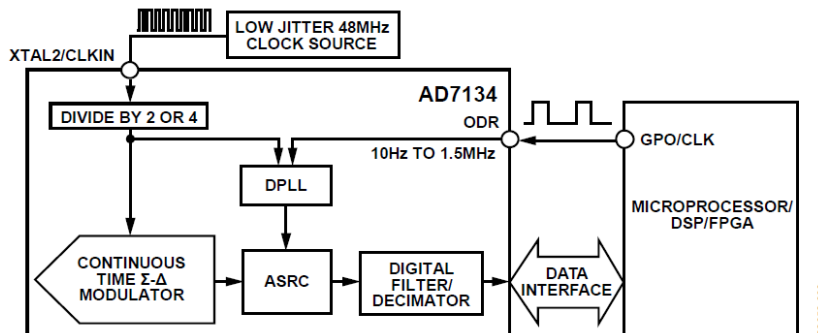 LOW JITTER 48MHz
CLOCK SOURCE
XTAL2/CLKIN
AD7134
DIVIDE BY 2 OR 4
ODR
GPO/CLK
10Hz TO 1.5MHz
DPLL
MICROPROCESSOR/
DSP/FPGA
CONTINUOUS
TIME Σ-Δ
MODULATOR
ASRC
DIGITAL
FILTER/
DECIMATOR
DATA
INTERFACE